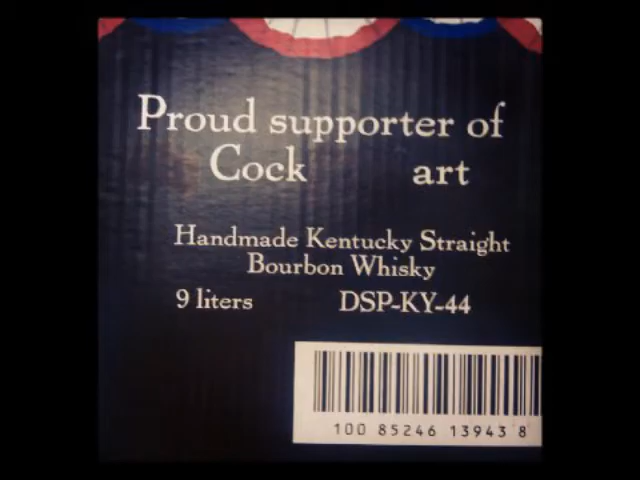 Proud supporter of
Cock art
Handmade Kentucky Straight
Bourbon Whisky
9 liters DSP-KY-44
100 85246 13943 8